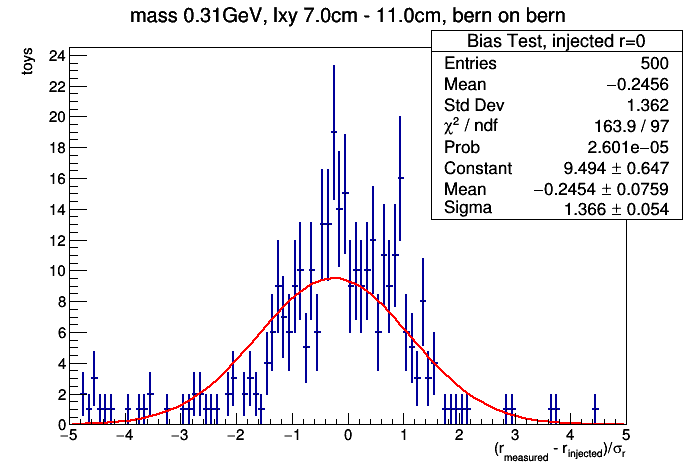 mass 0.31GeV, lxy 7.0cm - 11.0cm, bern on bern
toys
Bias Test, injected r=0
Entries 500
Mean −0.2456
Std Dev 1.362
χ² / ndf 163.9 / 97
Prob 2.601e−05
Constant 9.494 ± 0.647
Mean −0.2454 ± 0.0759
Sigma 1.366 ± 0.054
24
22
20
18
16
14
12
10
8
6
4
2
0
−5 −4 −3 −2 −1 0 1 2 3 4 5
(r_measured - r_injected)/σ_r